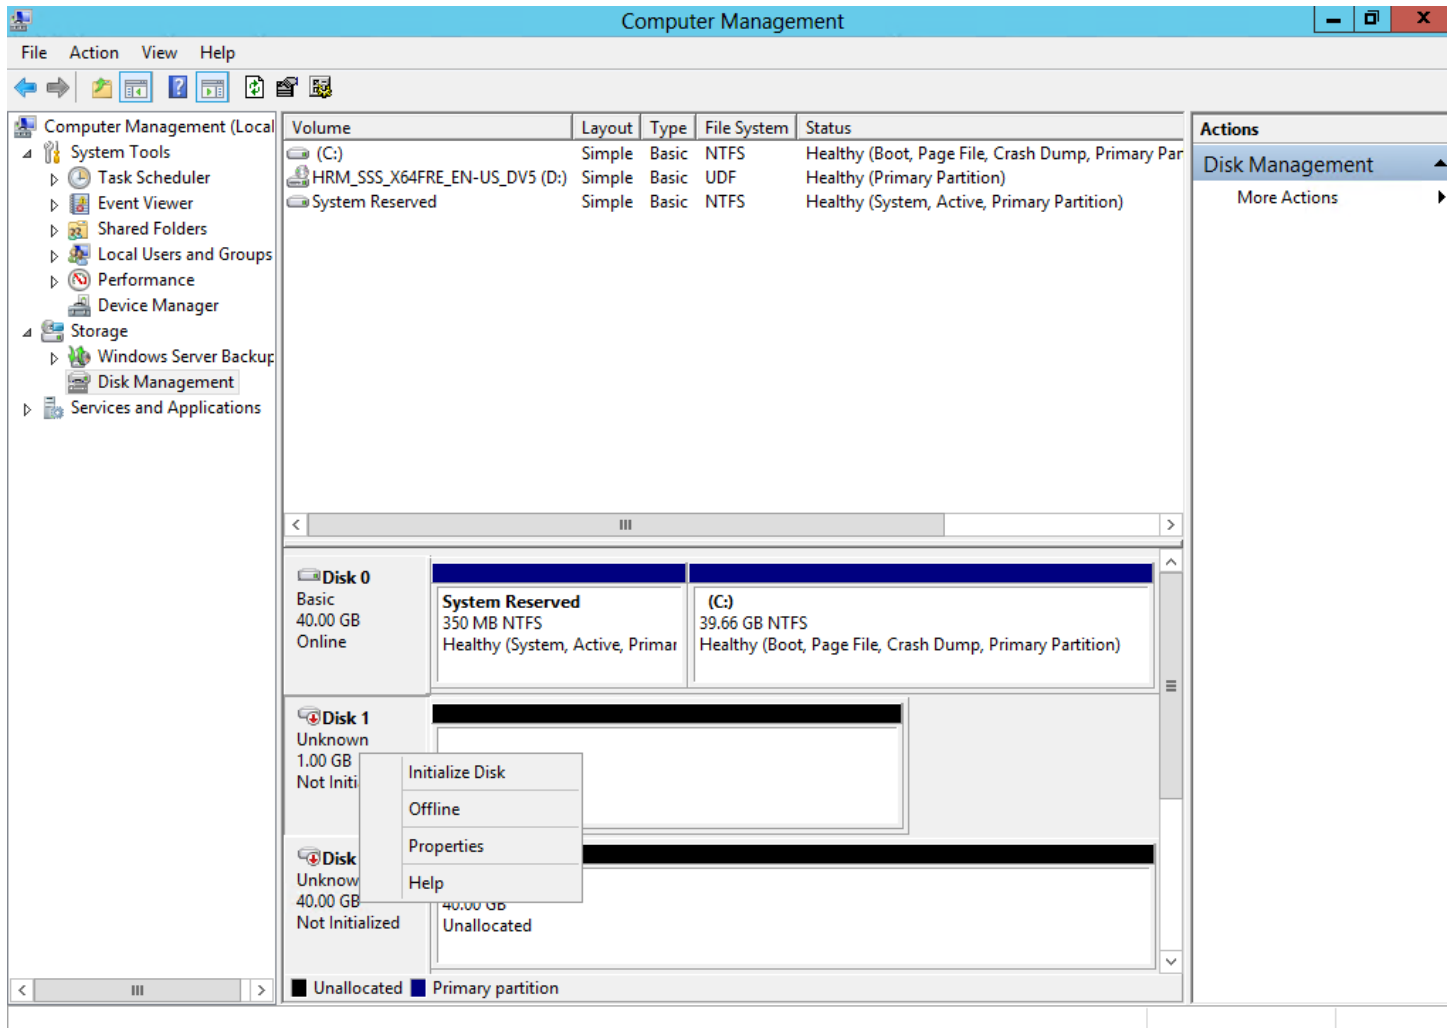 Computer Management
File Action View Help
Computer Management (Local
System Tools
Task Scheduler
Event Viewer
Shared Folders
Local Users and Groups
Performance
Device Manager
Storage
Windows Server Backup
Disk Management
Services and Applications
Volume Layout Type File System Status
(C:) Simple Basic NTFS Healthy (Boot, Page File, Crash Dump, Primary Par
HRM_SSS_X64FRE_EN-US_DV5 (D:) Simple Basic UDF Healthy (Primary Partition)
System Reserved Simple Basic NTFS Healthy (System, Active, Primary Partition)
Disk 0
Basic
40.00 GB
Online
System Reserved
350 MB NTFS
Healthy (System, Active, Primar
(C:)
39.66 GB NTFS
Healthy (Boot, Page File, Crash Dump, Primary Partition)
Disk 1
Unknown
1.00 GB
Not Initi
Initialize Disk
Offline
Properties
Help
Disk
Unknow
40.00 GB
Not Initialized
40.00 GB
Unallocated
Unallocated Primary partition
Actions
Disk Management
More Actions